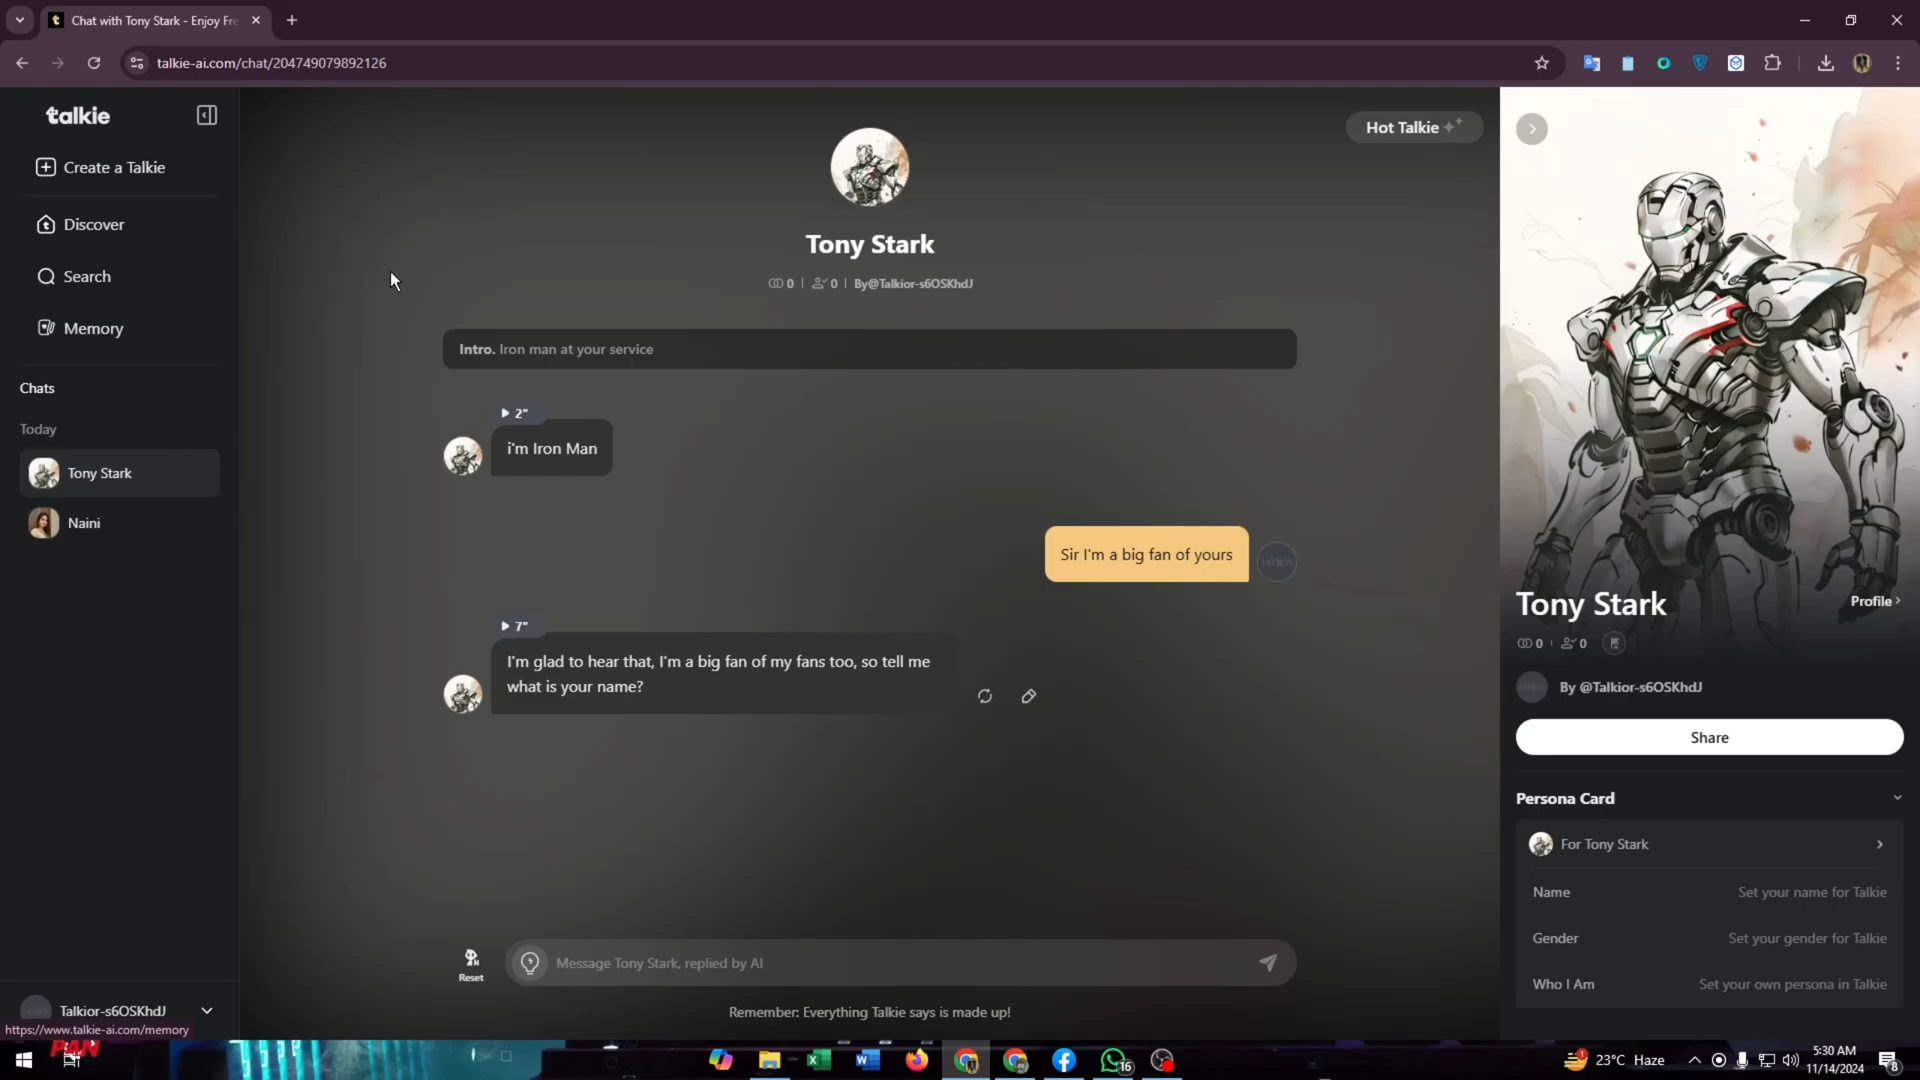 Chat with Tony Stark - Enjoy Fre
talkie-ai.com/chat/204749079892126
talkie
Create a Talkie
Discover
Search
Memory
Chats
Today
Tony Stark
Naini
Talkior-s6OSKhdJ
https://www.talkie-ai.com/memory
Hot Talkie
Tony Stark
0 | 0 | By@Talkior-s6OSKhdJ
Intro. Iron man at your service
2"
i'm Iron Man
Sir I'm a big fan of yours
7"
I'm glad to hear that, I'm a big fan of my fans too, so tell me
what is your name?
Reset
Message Tony Stark, replied by AI
Remember: Everything Talkie says is made up!
Tony Stark
Profile
0 | 0
By @Talkior-s6OSKhdJ
Share
Persona Card
For Tony Stark
Name Set your name for Talkie
Gender Set your gender for Talkie
Who I Am Set your own persona in Talkie
PAN
16
1
23°C Haze
5:30 AM
11/14/2024
8